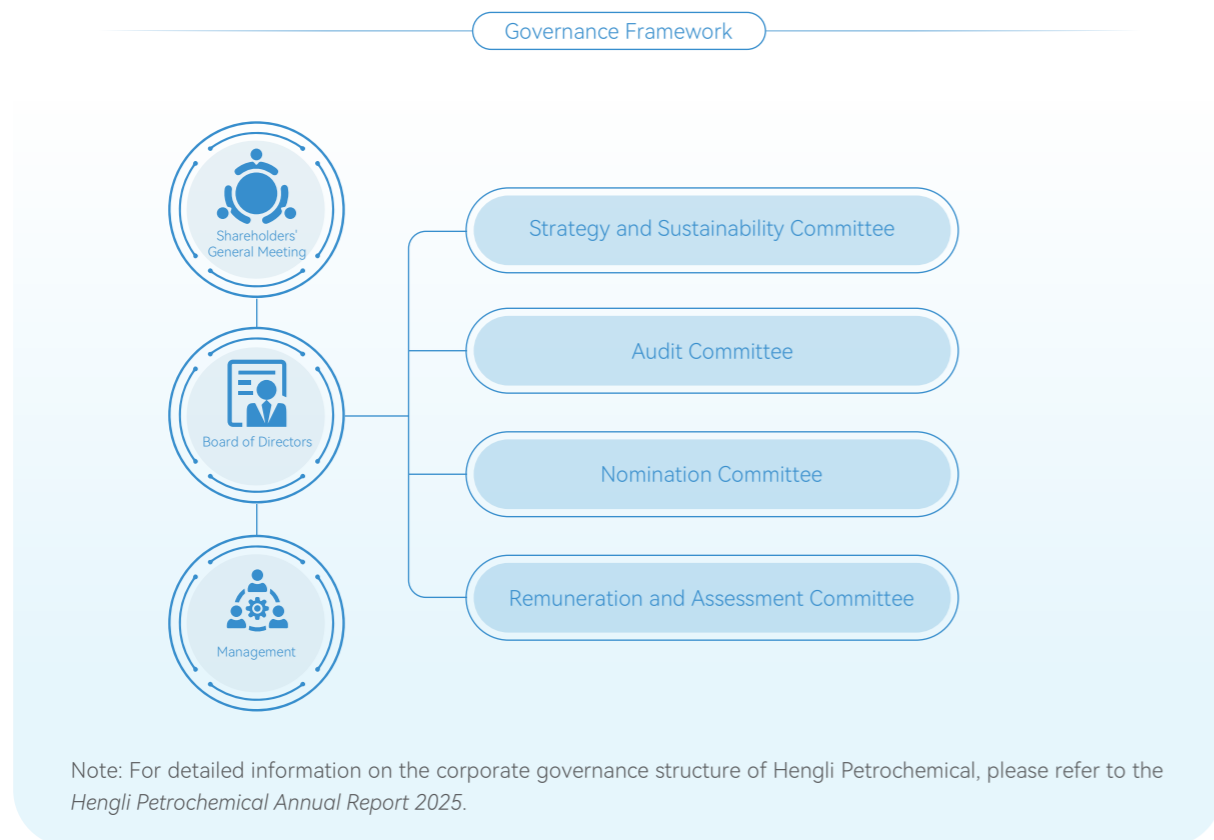 Governance Framework
Shareholders'
General Meeting
Strategy and Sustainability Committee
Audit Committee
Board of Directors
Nomination Committee
Remuneration and Assessment Committee
Management
Note: For detailed information on the corporate governance structure of Hengli Petrochemical, please refer to the
Hengli Petrochemical Annual Report 2025.